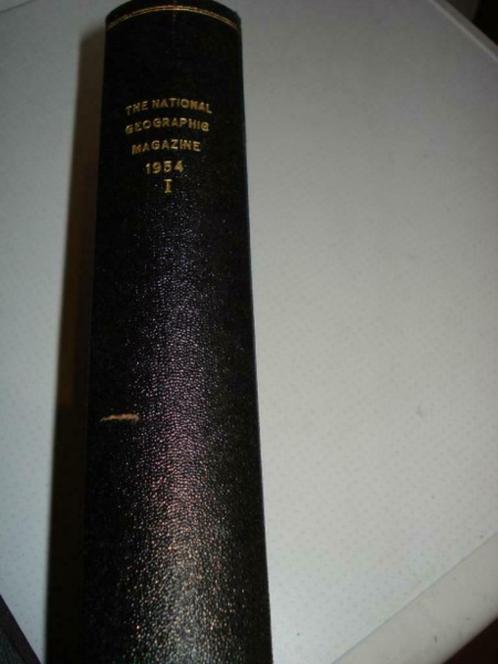 THE NATIONAL
GEOGRAPHIC
MAGAZINE
1954
I